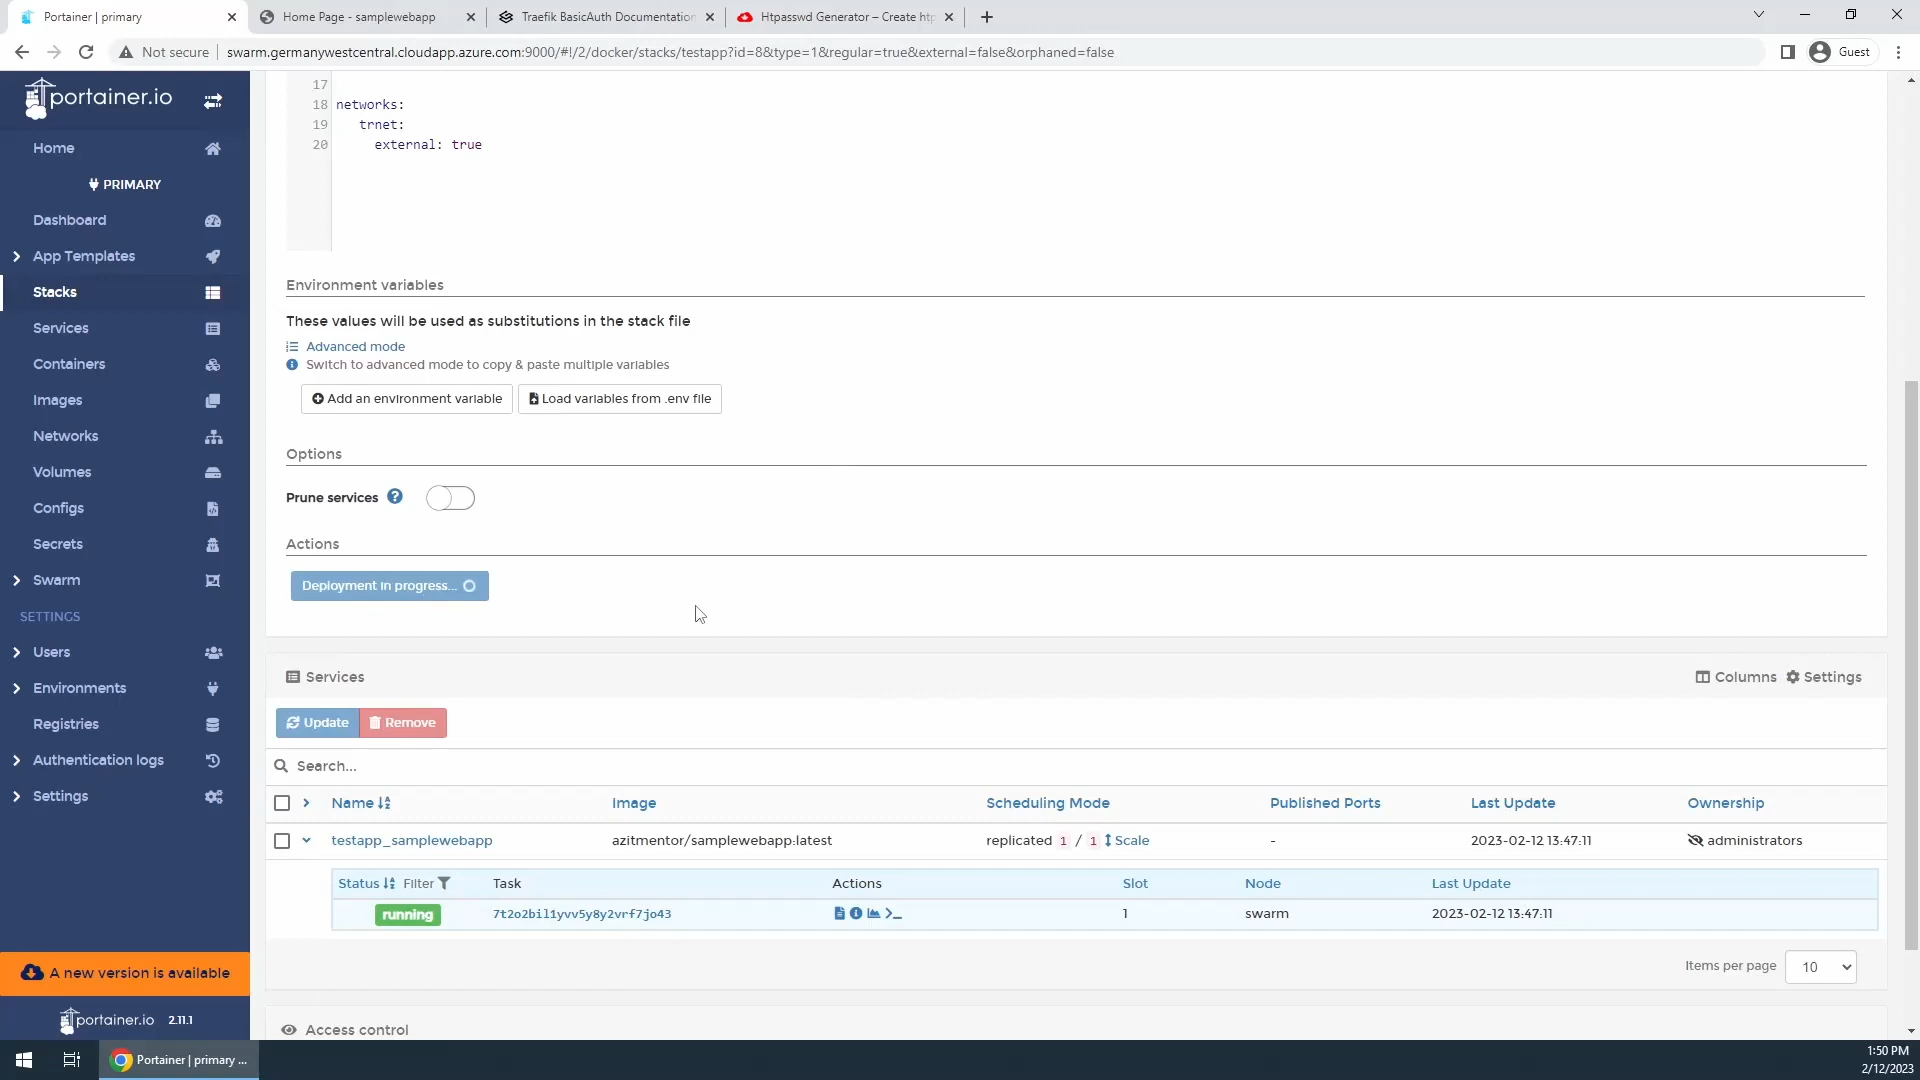 Portainer | primary
Home Page - samplewebapp
Traefik BasicAuth Documentation
Htpasswd Generator – Create htp
Not secure
swarm.germanywestcentral.cloudapp.azure.com:9000/#!/2/docker/stacks/testapp?id=8&type=1&regular=true&external=false&orphaned=false
Guest
portainer.io
Home
PRIMARY
Dashboard
App Templates
Stacks
Services
Containers
Images
Networks
Volumes
Configs
Secrets
Swarm
SETTINGS
Users
Environments
Registries
Authentication logs
Settings
A new version is available
portainer.io 2.11.1
17
18 networks:
19 trnet:
20 external: true
Environment variables
These values will be used as substitutions in the stack file
Advanced mode
Switch to advanced mode to copy & paste multiple variables
Add an environment variable
Load variables from .env file
Options
Prune services
Actions
Deployment in progress...
Services
Columns Settings
Update Remove
Search...
Name Image Scheduling Mode Published Ports Last Update Ownership
testapp_samplewebapp azitmentor/samplewebapp:latest replicated 1 / 1 Scale - 2023-02-12 13:47:11 administrators
Status Filter Task Actions Slot Node Last Update
running 7t2o2bil1yvv5y8y2vrf7jo43 1 swarm 2023-02-12 13:47:11
Items per page 10
Access control
Portainer | primary ...
1:50 PM
2/12/2023